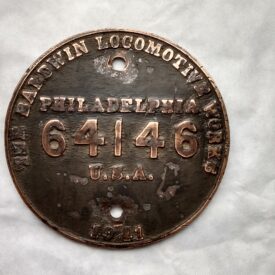 THE BALDWIN LOCOMOTIVE WORKS
PHILADELPHIA
64146
U.S.A.
1941